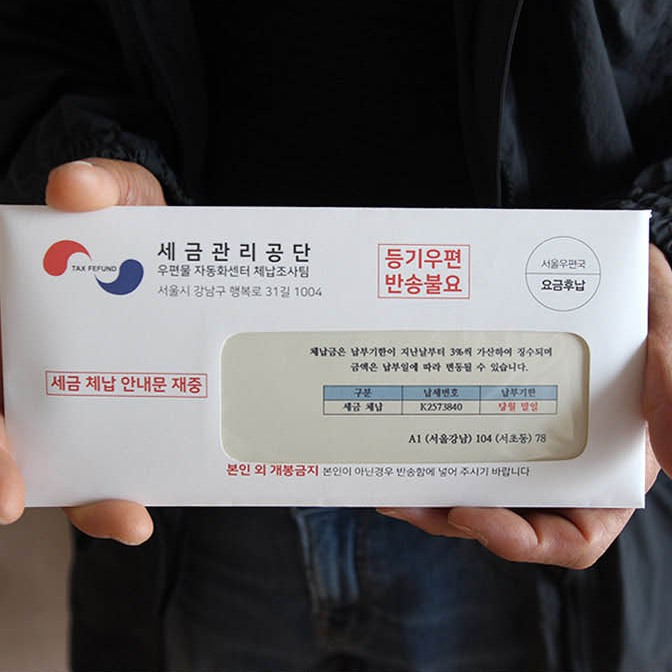 TAX FEFUND
세금관리공단
우편물 자동화센터 체납조사팀
서울시 강남구 행복로 31길 1004
등기우편
반송불요
서울우편국
요금후납
세금 체납 안내문 재중
체납금은 납부기한이 지난날부터 3%씩 가산하여 징수되며
금액은 납부일에 따라 변동될 수 있습니다.
구분 납세번호 납부기한
세금 체납 K2573840 당월 말일
A1 (서울강남) 104 (서초동) 78
본인 외 개봉금지 본인이 아닌경우 반송함에 넣어 주시기 바랍니다